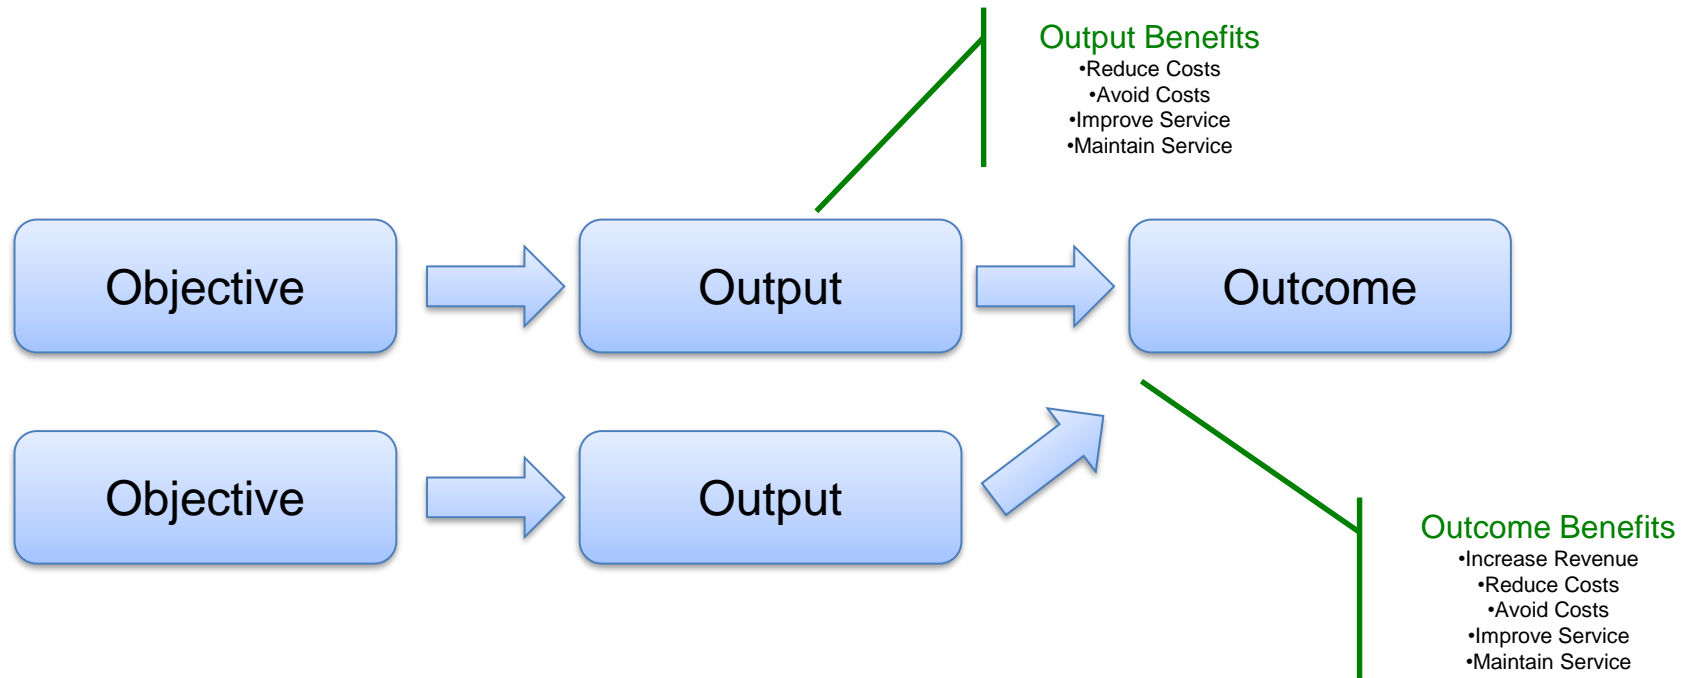 Output Benefits
•Reduce Costs
•Avoid Costs
•Improve Service
•Maintain Service
Objective
Output
Outcome
Objective
Output
Outcome Benefits
•Increase Revenue
•Reduce Costs
•Avoid Costs
•Improve Service
•Maintain Service